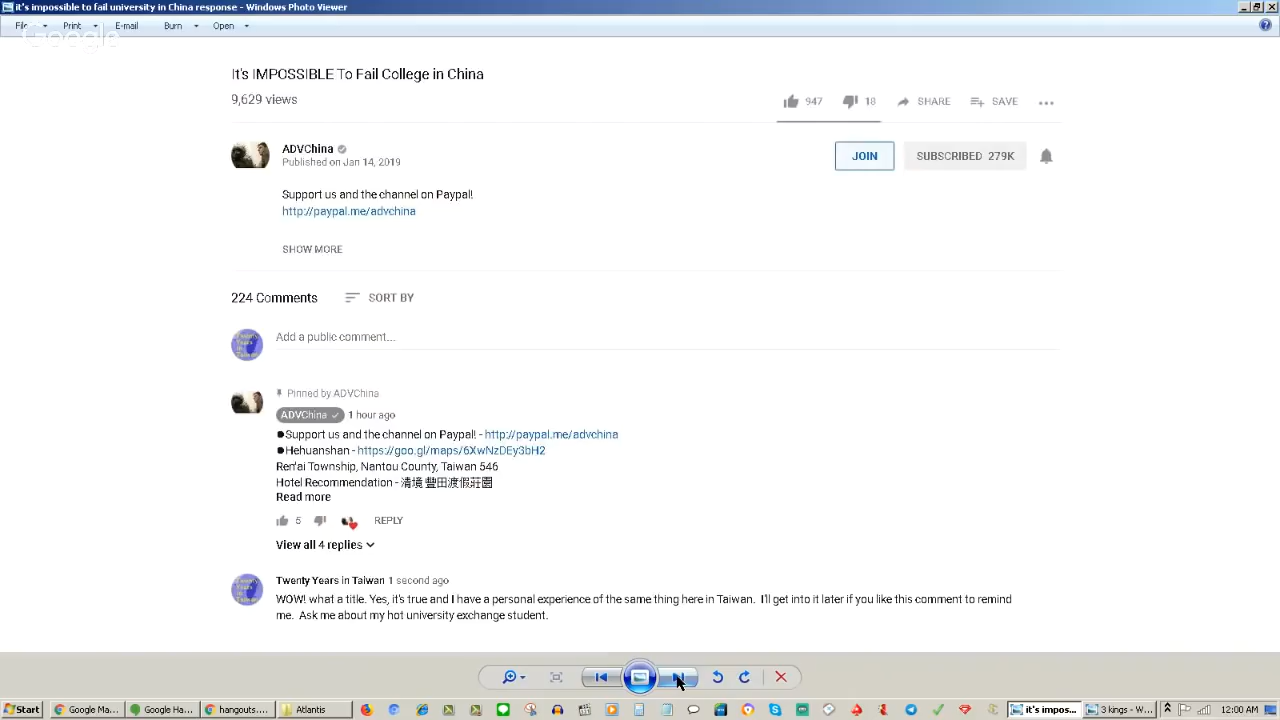 it's impossible to fail university in China response - Windows Photo Viewer
File Print E-mail Burn Open
Google
It's IMPOSSIBLE To Fail College in China
9,629 views
947 18 SHARE SAVE
ADVChina
Published on Jan 14, 2019
JOIN SUBSCRIBED 279K
Support us and the channel on Paypal!
http://paypal.me/advchina
SHOW MORE
224 Comments SORT BY
Add a public comment...
Pinned by ADVChina
ADVChina 1 hour ago
●Support us and the channel on Paypal! - http://paypal.me/advchina
●Hehuanshan - https://goo.gl/maps/6XwNzDEy3bH2
Ren'ai Township, Nantou County, Taiwan 546
Hotel Recommendation - 清境 豐田渡假莊園
Read more
5 REPLY
View all 4 replies
Twenty Years in Taiwan 1 second ago
WOW! what a title. Yes, it's true and I have a personal experience of the same thing here in Taiwan. I'll get into it later if you like this comment to remind
me. Ask me about my hot university exchange student.
Start Google Ma... Google Ha... hangouts.... Atlantis it's impos... 3 kings - W... 12:00 AM